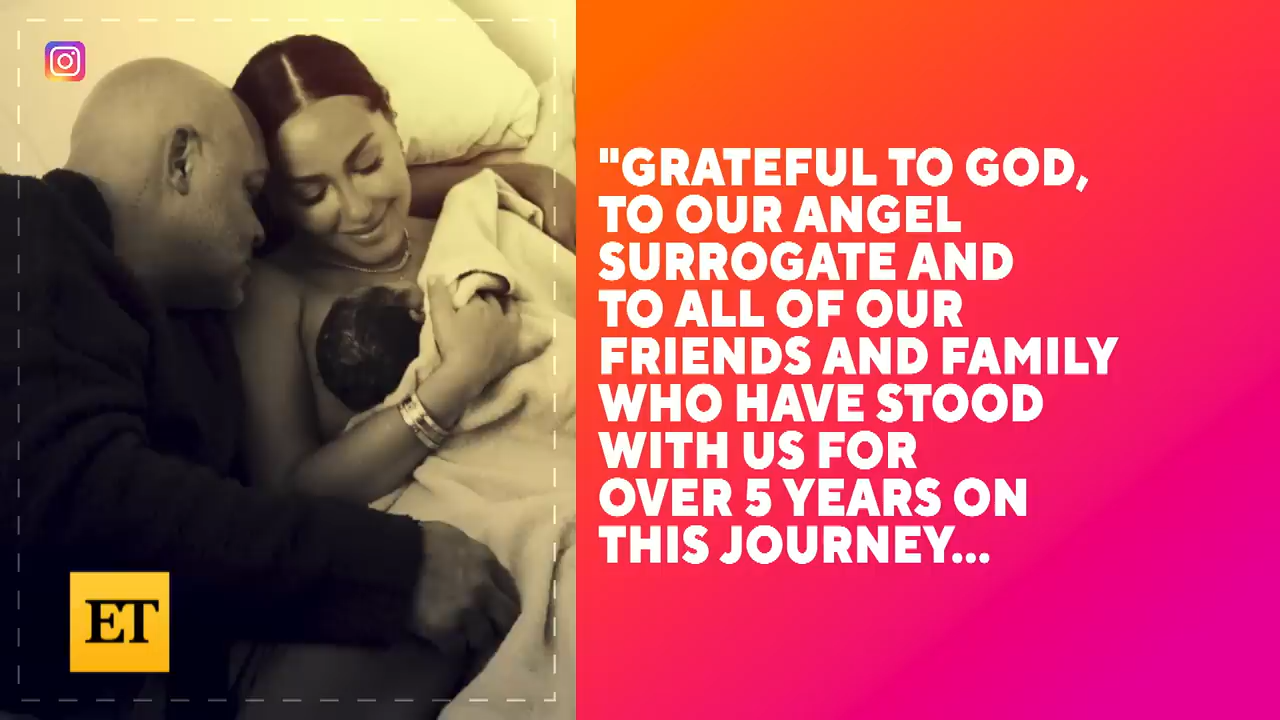 "GRATEFUL TO GOD,
TO OUR ANGEL
SURROGATE AND
TO ALL OF OUR
FRIENDS AND FAMILY
WHO HAVE STOOD
WITH US FOR
OVER 5 YEARS ON
THIS JOURNEY...
ET